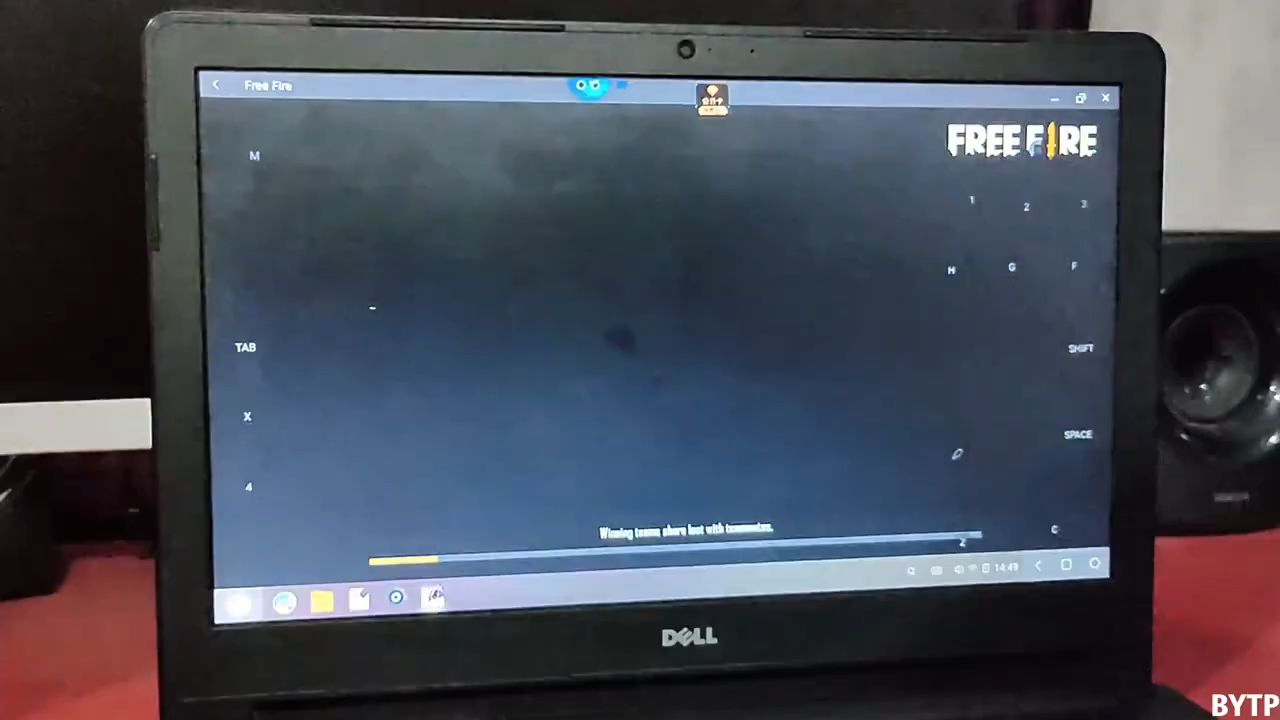 Free Fire
FREE FIRE
M
1 2 3
H G F
TAB
SHIFT
X
SPACE
4
Winning teams share loot with teammates.
C
Z
14:49
DELL
BYTP